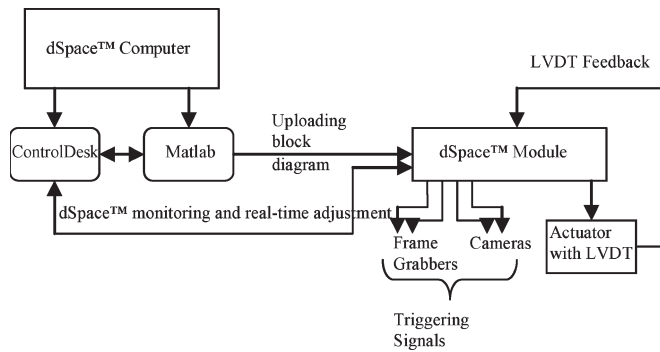 dSpace™ Computer
LVDT Feedback
ControlDesk
Matlab
Uploading
block
diagram
dSpace™ Module
dSpace™ monitoring and real-time adjustment
Frame
Grabbers
Cameras
Actuator
with LVDT
Triggering
Signals